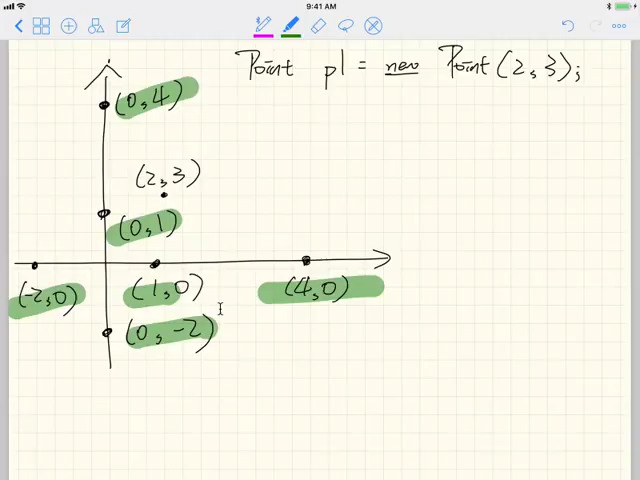 9:41 AM
Point p1 = new Point(2,3);
(0,4)
(2,3)
(0,1)
(-2,0) (1,0) (4,0)
(0,-2)